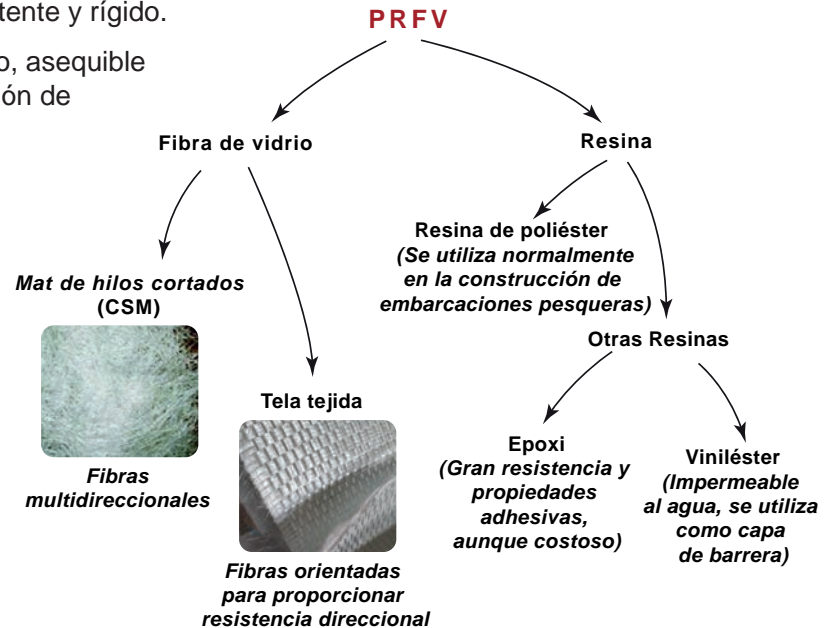 tente y rígido.
o, asequible
ón de
PRFV
Fibra de vidrio
Resina
Mat de hilos cortados
(CSM)
Fibras
multidireccionales
Tela tejida
Fibras orientadas
para proporcionar
resistencia direccional
Resina de poliéster
(Se utiliza normalmente
en la construcción de
embarcaciones pesqueras)
Otras Resinas
Epoxi
(Gran resistencia y
propiedades
adhesivas,
aunque costoso)
Viniléster
(Impermeable
al agua, se utiliza
como capa
de barrera)